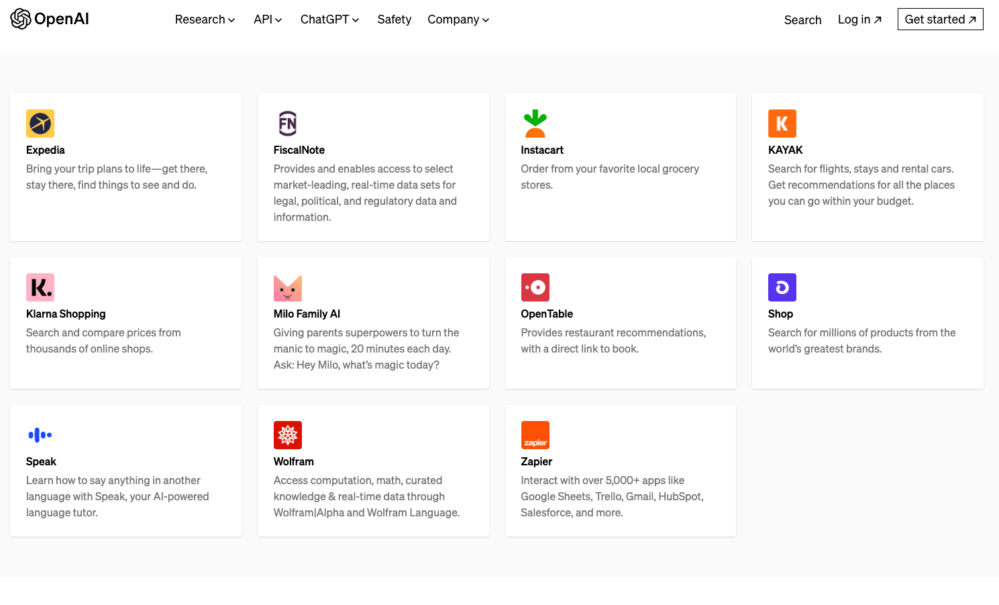 OpenAI
Research
API
ChatGPT
Safety
Company
Search
Log in ↗
Get started ↗
Expedia
Bring your trip plans to life—get there,
stay there, find things to see and do.
FN
FiscalNote
Provides and enables access to select
market-leading, real-time data sets for
legal, political, and regulatory data and
information.
Instacart
Order from your favorite local grocery
stores.
K
KAYAK
Search for flights, stays and rental cars.
Get recommendations for all the places
you can go within your budget.
K.
Klarna Shopping
Search and compare prices from
thousands of online shops.
Milo Family AI
Giving parents superpowers to turn the
manic to magic, 20 minutes each day.
Ask: Hey Milo, what’s magic today?
OpenTable
Provides restaurant recommendations,
with a direct link to book.
Shop
Search for millions of products from the
world’s greatest brands.
Speak
Learn how to say anything in another
language with Speak, your AI-powered
language tutor.
Wolfram
Access computation, math, curated
knowledge & real-time data through
Wolfram|Alpha and Wolfram Language.
zapier
Zapier
Interact with over 5,000+ apps like
Google Sheets, Trello, Gmail, HubSpot,
Salesforce, and more.